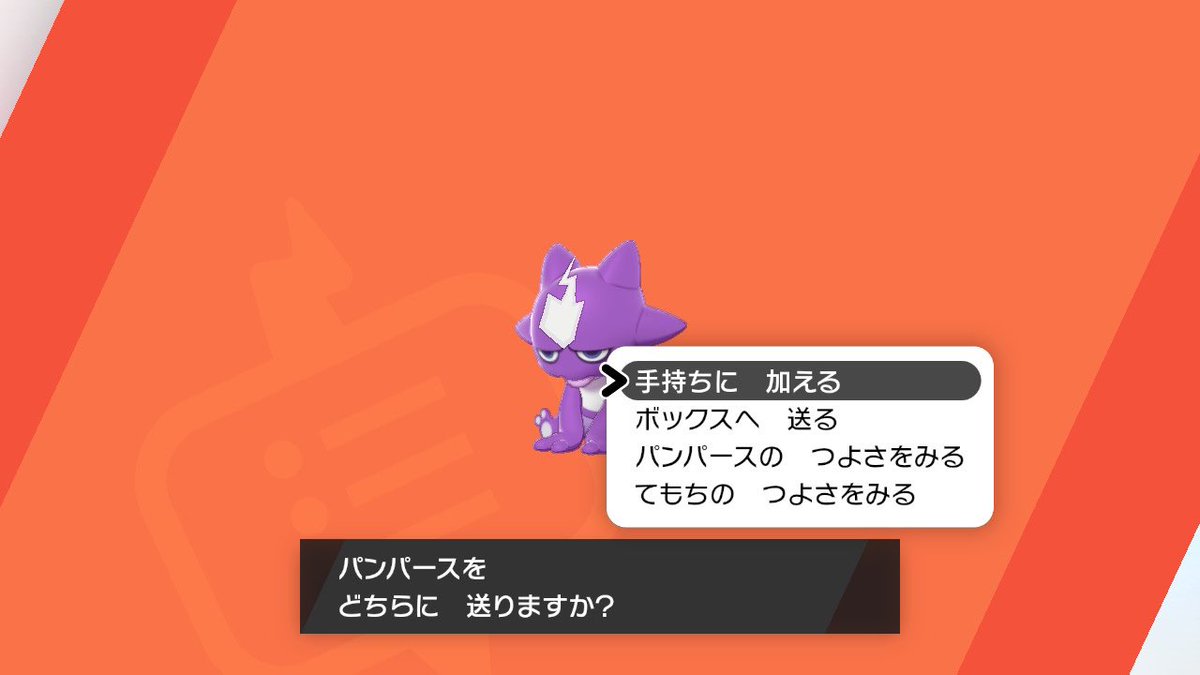 手持ちに　加える
ボックスへ　送る
パンパースの　つよさをみる
てもちの　つよさをみる
パンパースを
どちらに　送りますか?